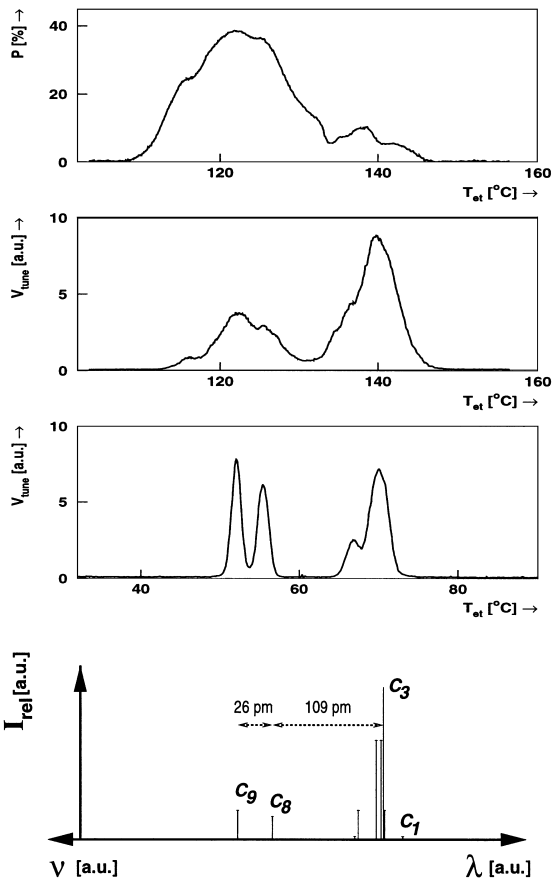 P [%] →
40
20
0
120
140
160
T_et [°C] →
V_tune [a.u.] →
10
5
0
120
140
160
T_et [°C] →
V_tune [a.u.] →
10
5
0
40
60
80
T_et [°C] →
I_rel [a.u.]
C_3
26 pm
109 pm
C_9
C_8
C_1
ν [a.u.]
λ [a.u.]